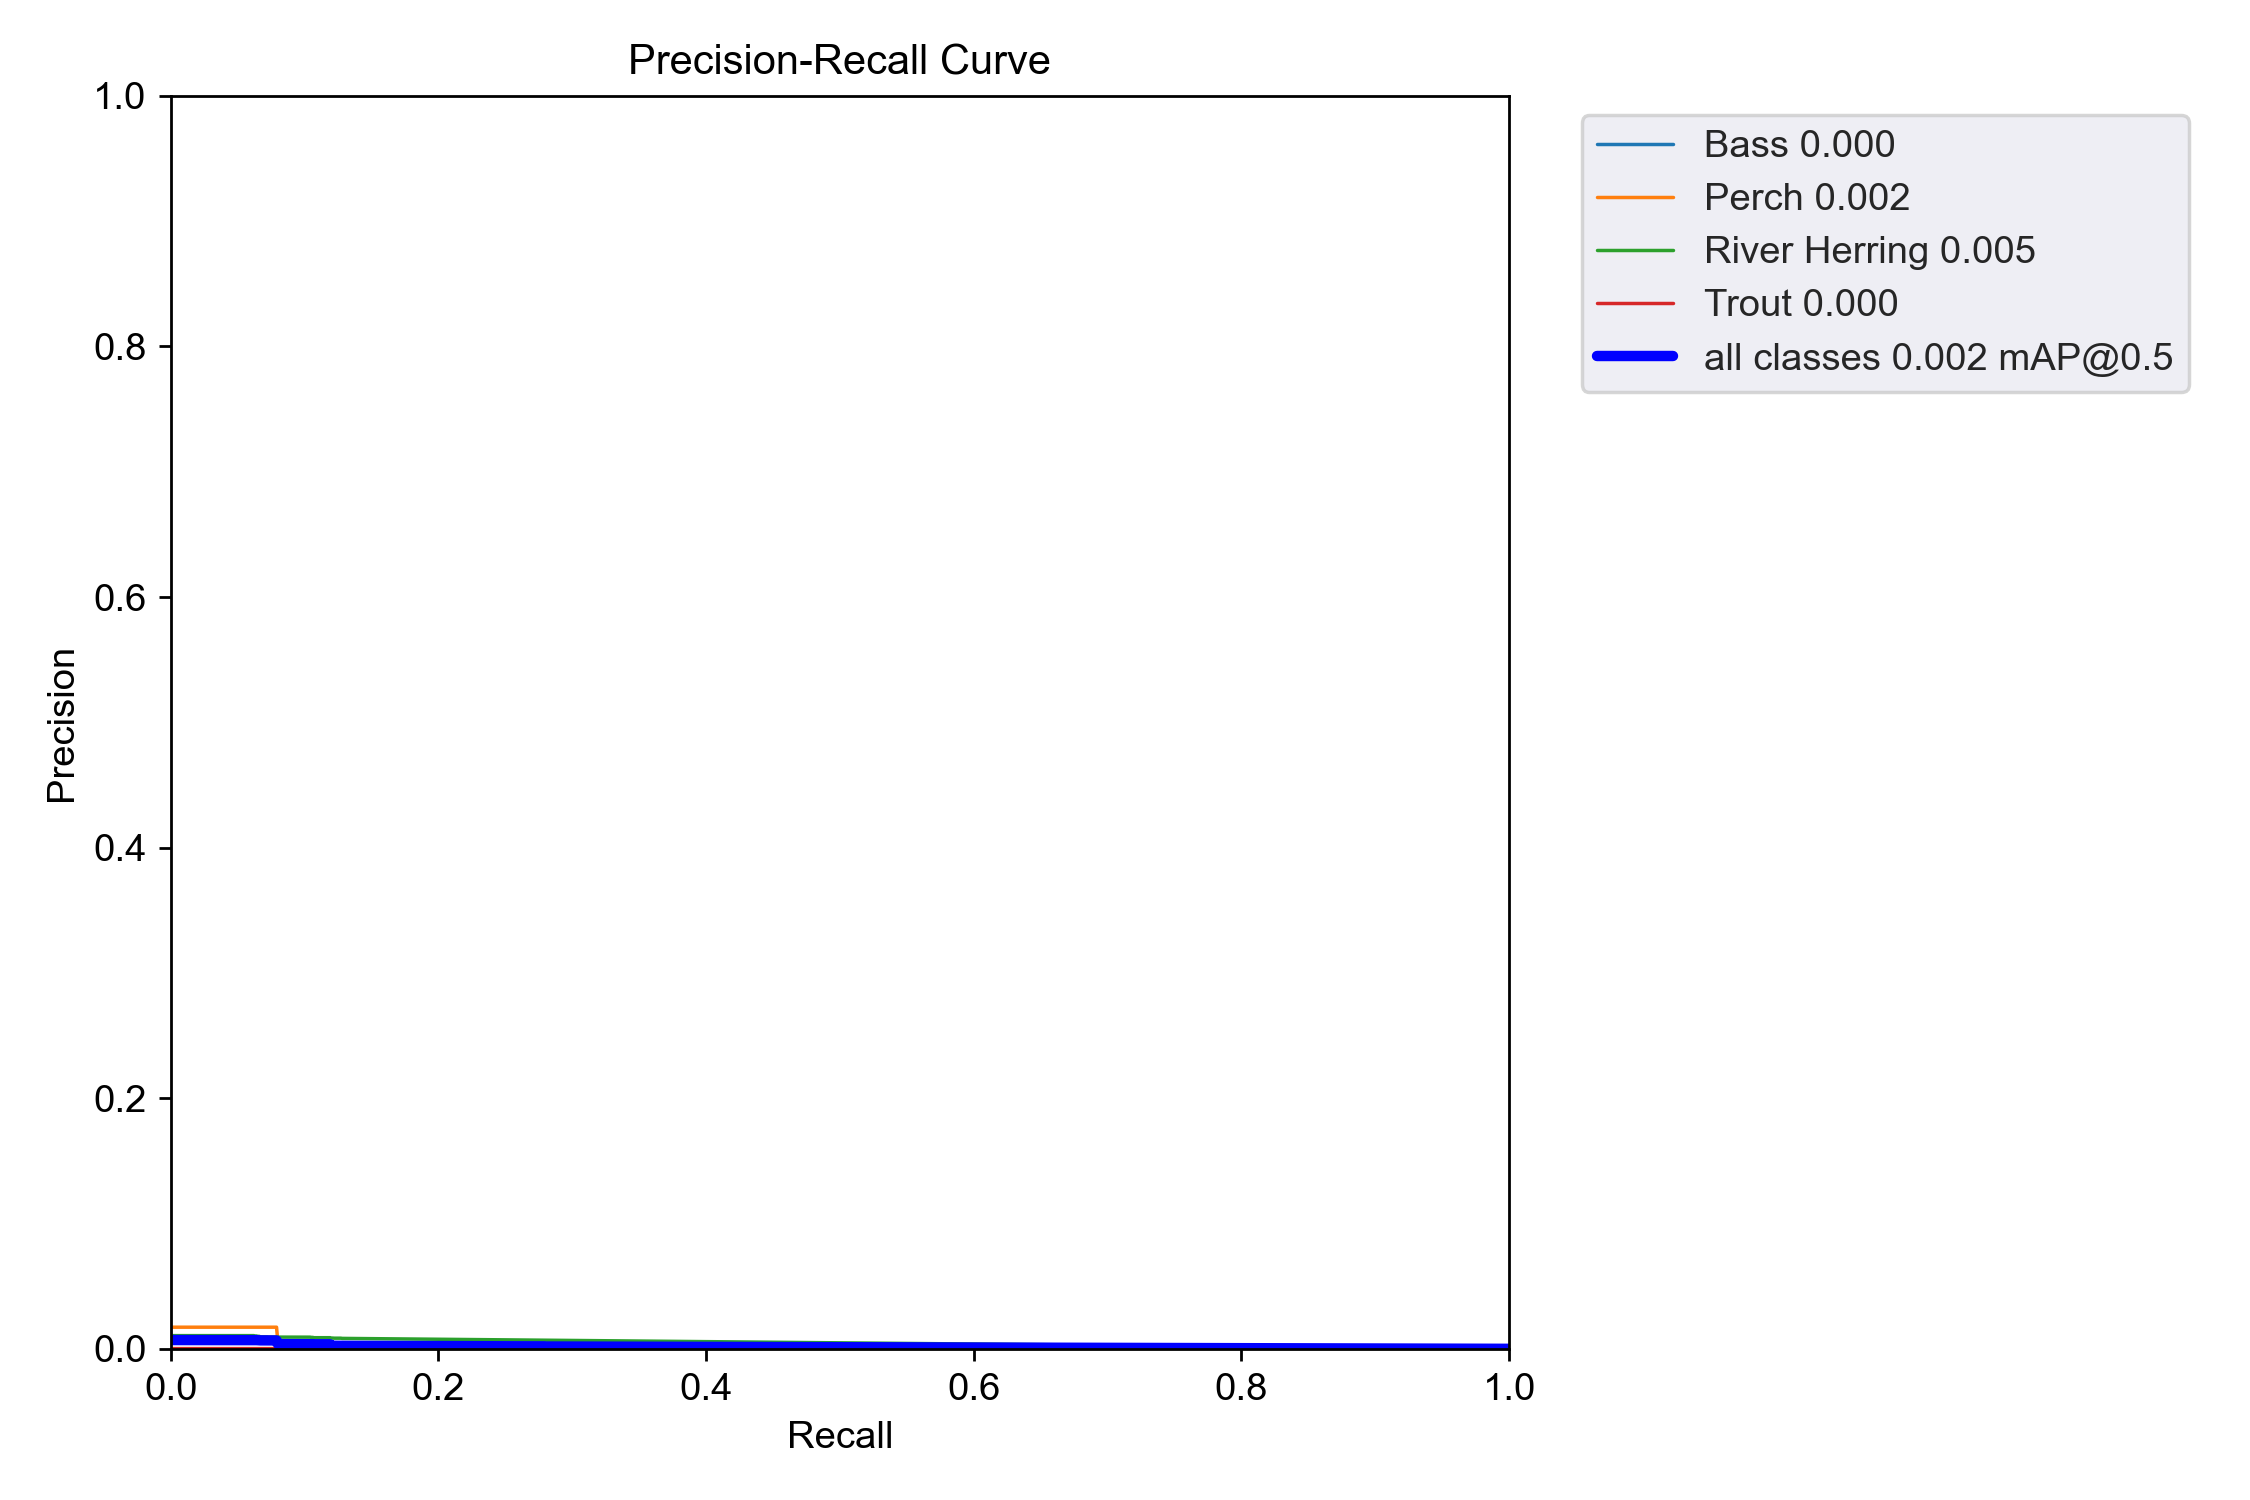 Precision-Recall Curve
1.0
0.8
0.6
0.4
0.2
0.0
Precision
0.0 0.2 0.4 0.6 0.8 1.0
Recall
Bass 0.000
Perch 0.002
River Herring 0.005
Trout 0.000
all classes 0.002 mAP@0.5